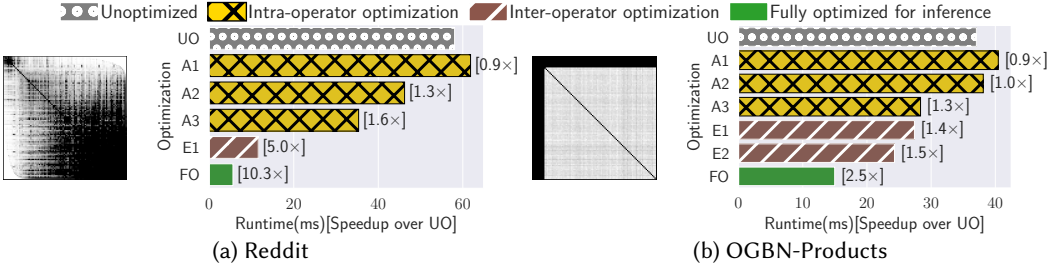 Unoptimized Intra-operator optimization Inter-operator optimization Fully optimized for inference
Optimization
UO
A1 [0.9×]
A2 [1.3×]
A3 [1.6×]
E1 [5.0×]
FO [10.3×]
0 20 40 60
Runtime(ms)[Speedup over UO]
(a) Reddit
Optimization
UO
A1 [0.9×]
A2 [1.0×]
A3 [1.3×]
E1 [1.4×]
E2 [1.5×]
FO [2.5×]
0 10 20 30 40
Runtime(ms)[Speedup over UO]
(b) OGBN-Products